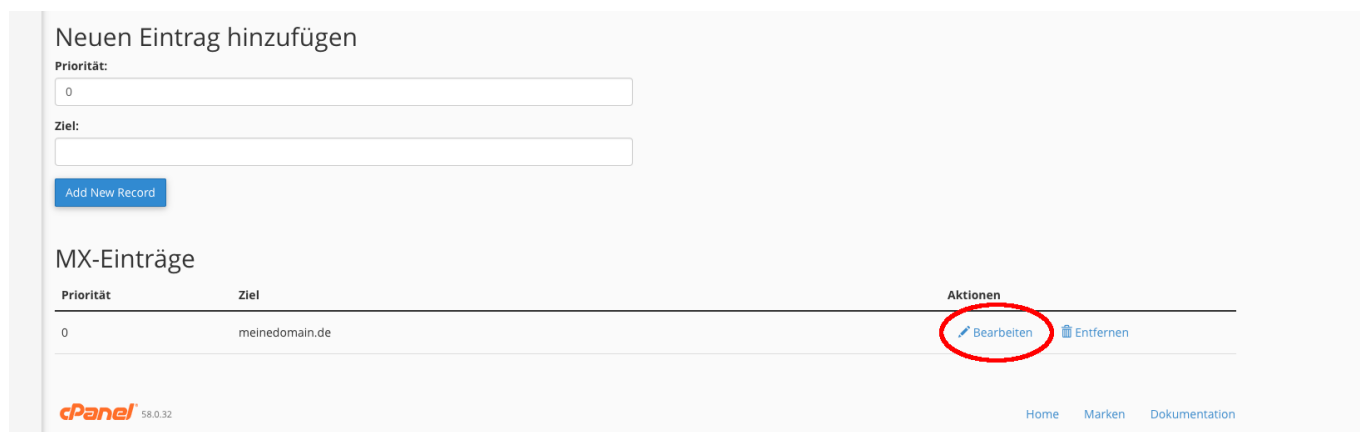 Neuen Eintrag hinzufügen
Priorität:
0
Ziel:
Add New Record
MX-Einträge
Priorität Ziel Aktionen
0 meinedomain.de Bearbeiten Entfernen
cPanel® 58.0.32 Home Marken Dokumentation